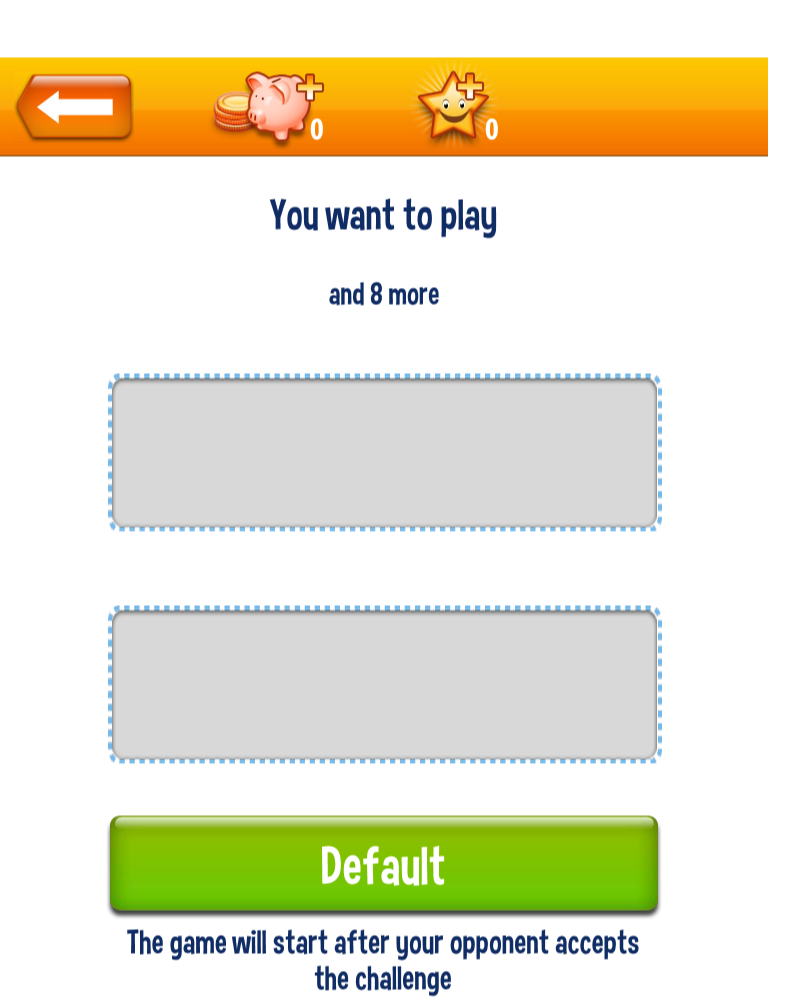 0
0
You want to play
and 8 more
Default
The game will start after your opponent accepts
the challenge